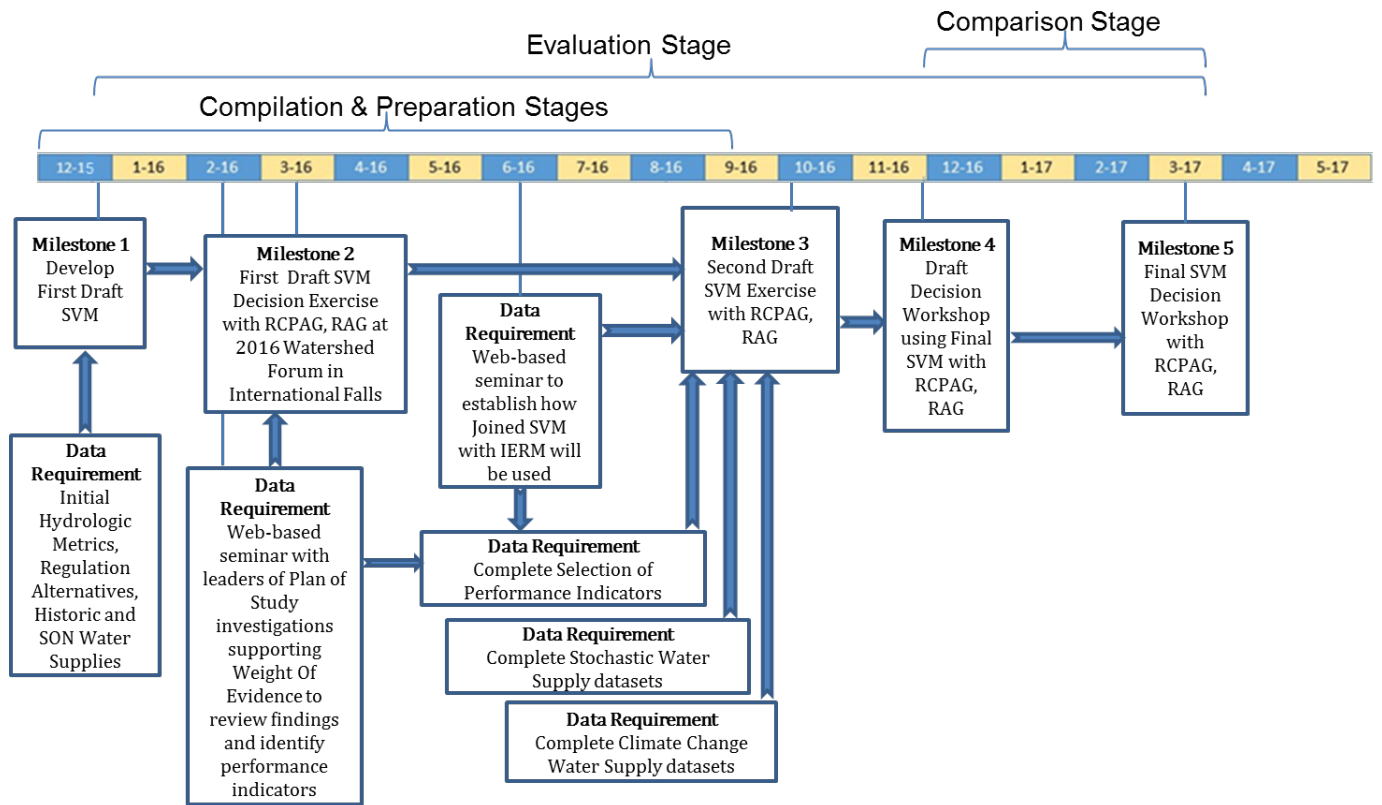 Comparison Stage
Evaluation Stage
Compilation & Preparation Stages
12-15 1-16 2-16 3-16 4-16 5-16 6-16 7-16 8-16 9-16 10-16 11-16 12-16 1-17 2-17 3-17 4-17 5-17
Milestone 1
Develop
First Draft
SVM
Milestone 2
First Draft SVM
Decision Exercise
with RCPAG, RAG at
2016 Watershed
Forum in
International Falls
Data
Requirement
Web-based
seminar to
establish how
Joined SVM
with IERM will
be used
Milestone 3
Second Draft
SVM Exercise
with RCPAG,
RAG
Milestone 4
Draft
Decision
Workshop
using Final
SVM with
RCPAG,
RAG
Milestone 5
Final SVM
Decision
Workshop
with
RCPAG,
RAG
Data
Requirement
Initial
Hydrologic
Metrics,
Regulation
Alternatives,
Historic and
SON Water
Supplies
Data
Requirement
Web-based
seminar with
leaders of Plan of
Study
investigations
supporting
Weight Of
Evidence to
review findings
and identify
performance
indicators
Data Requirement
Complete Selection of
Performance Indicators
Data Requirement
Complete Stochastic Water
Supply datasets
Data Requirement
Complete Climate Change
Water Supply datasets